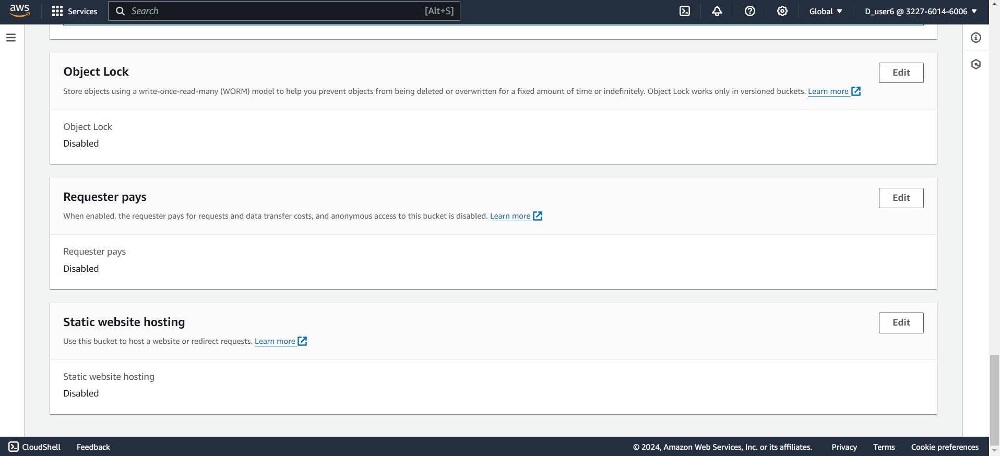 aws Services Search [Alt+S] Global D_user6 @ 3227-6014-6006
Object Lock Edit
Store objects using a write-once-read-many (WORM) model to help you prevent objects from being deleted or overwritten for a fixed amount of time or indefinitely. Object Lock works only in versioned buckets. Learn more
Object Lock
Disabled
Requester pays Edit
When enabled, the requester pays for requests and data transfer costs, and anonymous access to this bucket is disabled. Learn more
Requester pays
Disabled
Static website hosting Edit
Use this bucket to host a website or redirect requests. Learn more
Static website hosting
Disabled
CloudShell Feedback © 2024, Amazon Web Services, Inc. or its affiliates. Privacy Terms Cookie preferences